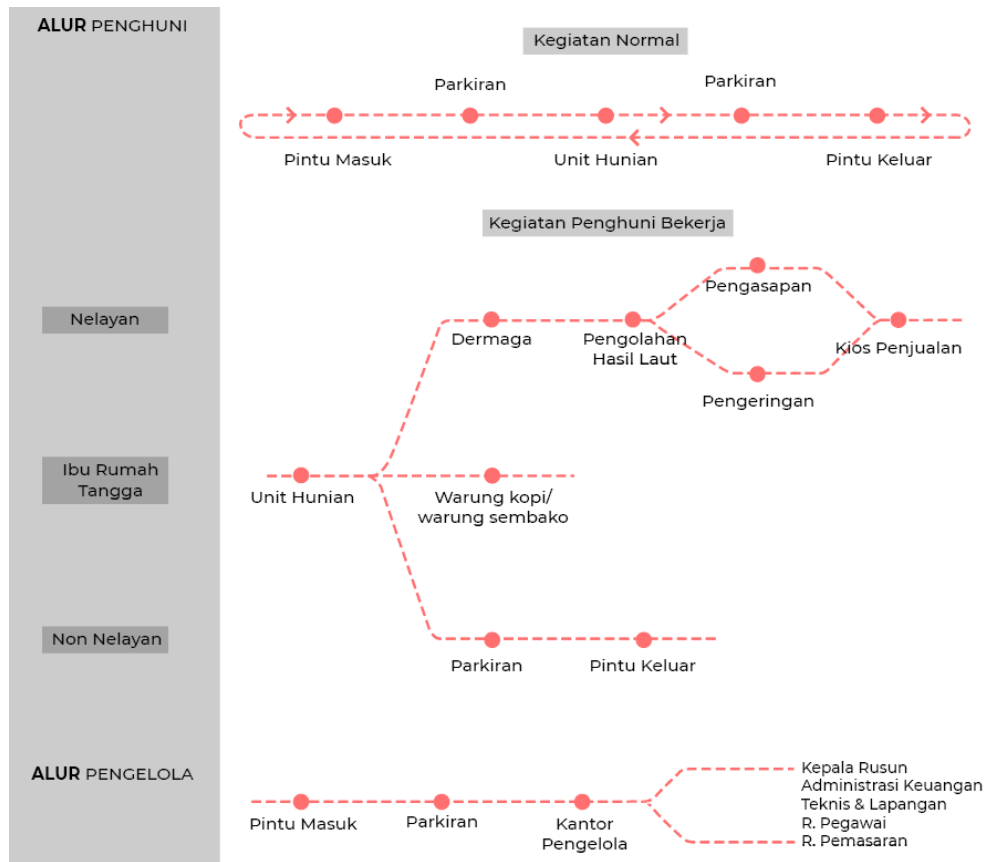 ALUR PENGHUNI
Kegiatan Normal
Parkiran
Parkiran
Pintu Masuk
Unit Hunian
Pintu Keluar
Kegiatan Penghuni Bekerja
Nelayan
Pengasapan
Dermaga
Pengolahan
Hasil Laut
Kios Penjualan
Pengeringan
Ibu Rumah
Tangga
Unit Hunian
Warung kopi/
warung sembako
Non Nelayan
Parkiran
Pintu Keluar
ALUR PENGELOLA
Pintu Masuk
Parkiran
Kantor
Pengelola
Kepala Rusun
Administrasi Keuangan
Teknis & Lapangan
R. Pegawai
R. Pemasaran